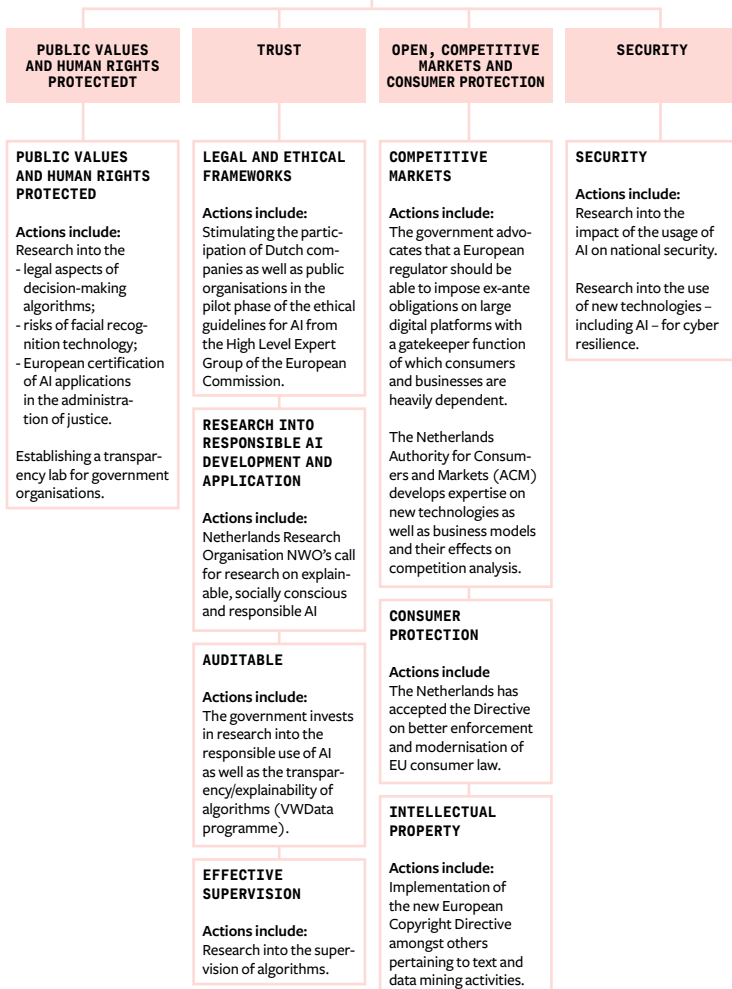 PUBLIC VALUES
AND HUMAN RIGHTS
PROTECTEDT
TRUST
OPEN, COMPETITIVE
MARKETS AND
CONSUMER PROTECTION
SECURITY
PUBLIC VALUES
AND HUMAN RIGHTS
PROTECTED
Actions include:
Research into the
- legal aspects of
decision-making
algorithms;
- risks of facial recog-
nition technology;
- European certification
of AI applications
in the administra-
tion of justice.
Establishing a transpar-
ency lab for government
organisations.
LEGAL AND ETHICAL
FRAMEWORKS
Actions include:
Stimulating the partic-
ipation of Dutch com-
panies as well as public
organisations in the
pilot phase of the ethical
guidelines for AI from
the High Level Expert
Group of the European
Commission.
RESEARCH INTO
RESPONSIBLE AI
DEVELOPMENT AND
APPLICATION
Actions include:
Netherlands Research
Organisation NWO's call
for research on explain-
able, socially conscious
and responsible AI
AUDITABLE
Actions include:
The government invests
in research into the
responsible use of AI
as well as the transpar-
ency/explainability of
algorithms (VWData
programme).
EFFECTIVE
SUPERVISION
Actions include:
Research into the super-
vision of algorithms.
COMPETITIVE
MARKETS
Actions include:
The government advo-
cates that a European
regulator should be
able to impose ex-ante
obligations on large
digital platforms with
a gatekeeper function
of which consumers
and businesses are
heavily dependent.
The Netherlands
Authority for Consum-
ers and Markets (ACM)
develops expertise on
new technologies as
well as business models
and their effects on
competition analysis.
CONSUMER
PROTECTION
Actions include
The Netherlands has
accepted the Directive
on better enforcement
and modernisation of
EU consumer law.
INTELLECTUAL
PROPERTY
Actions include:
Implementation of
the new European
Copyright Directive
amongst others
pertaining to text and
data mining activities.
SECURITY
Actions include:
Research into the
impact of the usage of
AI on national security.
Research into the use
of new technologies –
including AI – for cyber
resilience.